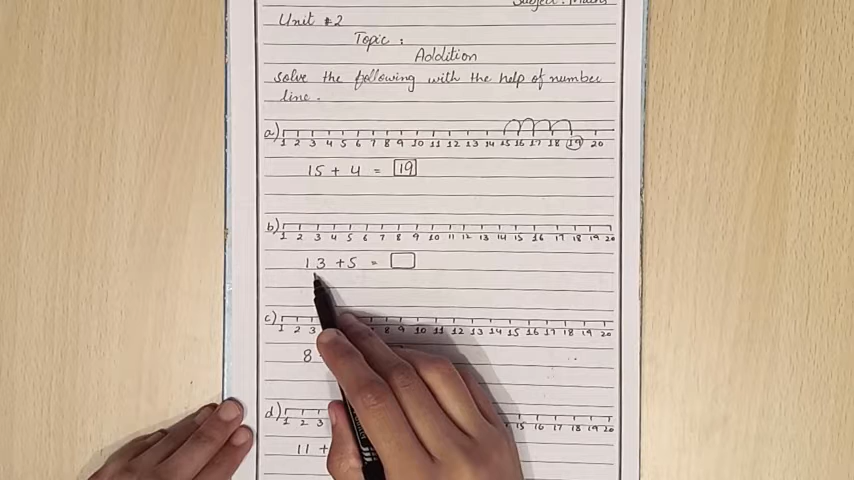 Subject: Maths
Unit #2
Topic :
Addition
Solve the following with the help of number
line.
a) 1 2 3 4 5 6 7 8 9 10 11 12 13 14 15 16 17 18 19 20
15 + 4 = 19
b) 1 2 3 4 5 6 7 8 9 10 11 12 13 14 15 16 17 18 19 20
13 + 5 =
c) 1 2 3 8 9 10 11 12 13 14 15 16 17 18 19 20
8
d) 1 2 3 15 16 17 18 19 20
11 +